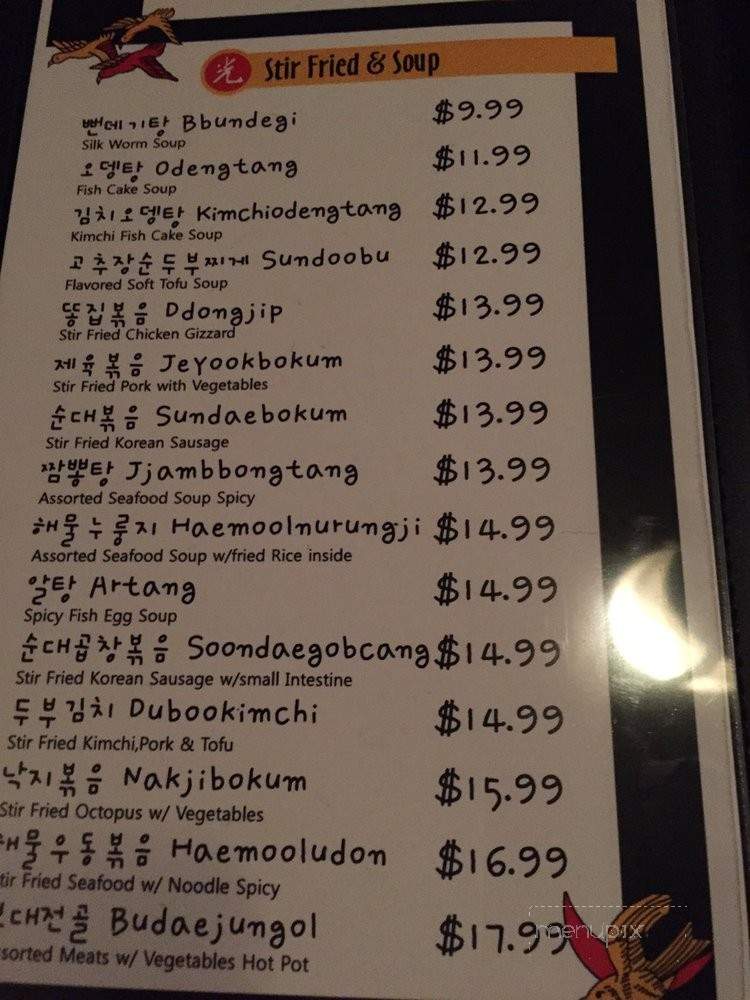 光 Stir Fried & Soup
뻔데기탕 Bbundegi $9.99
Silk Worm Soup
오뎅탕 Odengtang $11.99
Fish Cake Soup
김치오뎅탕 Kimchiodengtang $12.99
Kimchi Fish Cake Soup
고추장순두부찌게 Sundoobu $12.99
Flavored Soft Tofu Soup
똥집볶음 Ddongjip $13.99
Stir Fried Chicken Gizzard
제육볶음 Jeyookbokum $13.99
Stir Fried Pork with Vegetables
순대볶음 Sundaebokum $13.99
Stir Fried Korean Sausage
짬뽕탕 Jjambbongtang $13.99
Assorted Seafood Soup Spicy
해물누룽지 Haemoolnurungji $14.99
Assorted Seafood Soup w/fried Rice inside
알탕 Artang $14.99
Spicy Fish Egg Soup
순대곱창볶음 Soondaegobcang $14.99
Stir Fried Korean Sausage w/small Intestine
두부김치 Dubookimchi $14.99
Stir Fried Kimchi,Pork & Tofu
낙지볶음 Nakjibokum $15.99
Stir Fried Octopus w/ Vegetables
해물우동볶음 Haemooludon $16.99
tir Fried Seafood w/ Noodle Spicy
대전골 Budaejungol $17.99
ssorted Meats w/ Vegetables Hot Pot
menupix